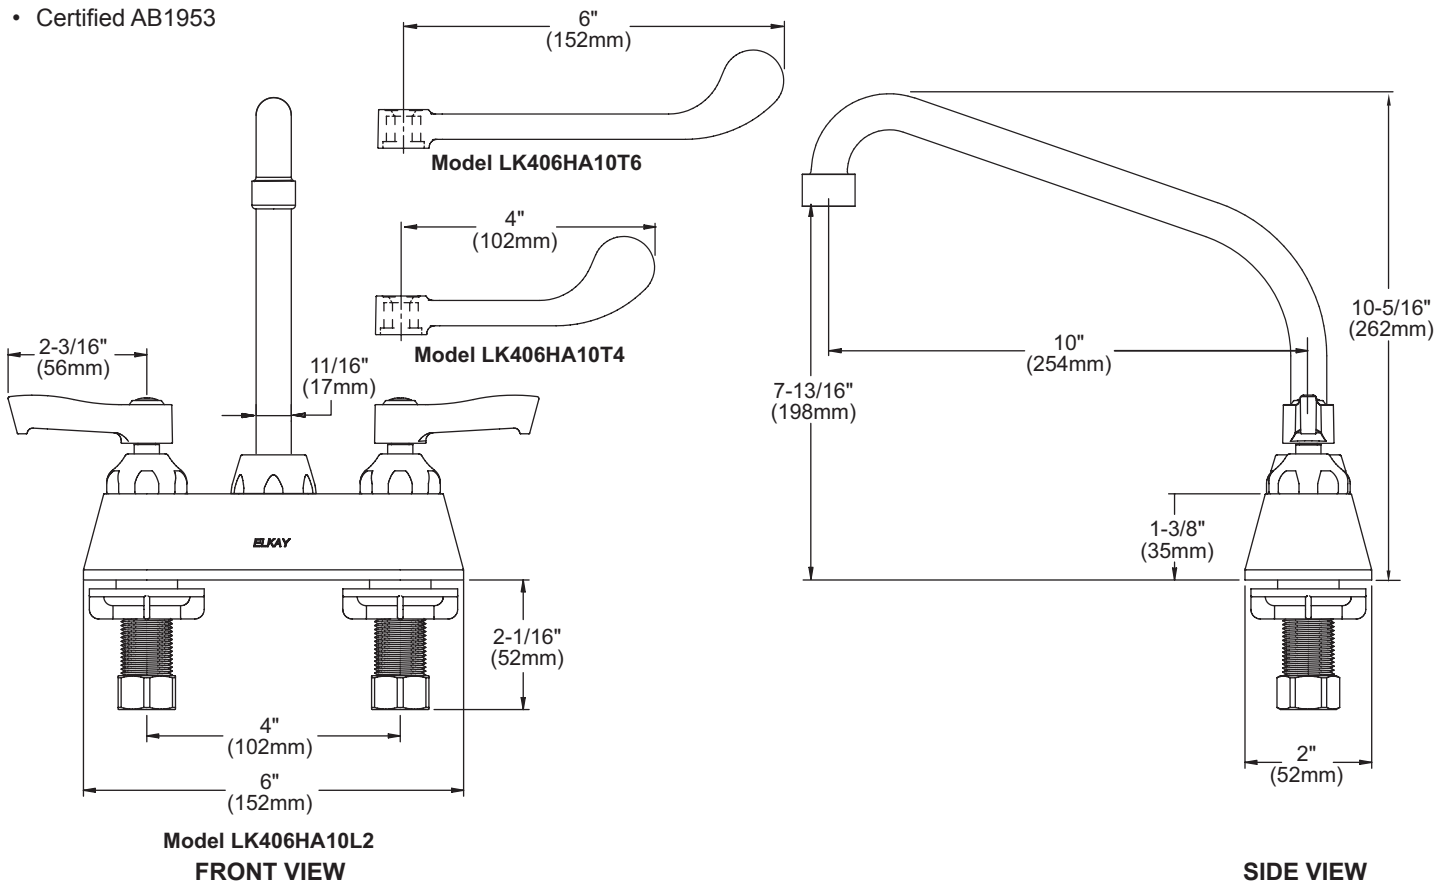 • Certified AB1953
6"
(152mm)
Model LK406HA10T6
4"
(102mm)
Model LK406HA10T4
2-3/16"
(56mm)
11/16"
(17mm)
ELKAY
2-1/16"
(52mm)
4"
(102mm)
6"
(152mm)
Model LK406HA10L2
FRONT VIEW
10-5/16"
(262mm)
10"
(254mm)
7-13/16"
(198mm)
1-3/8"
(35mm)
2"
(52mm)
SIDE VIEW